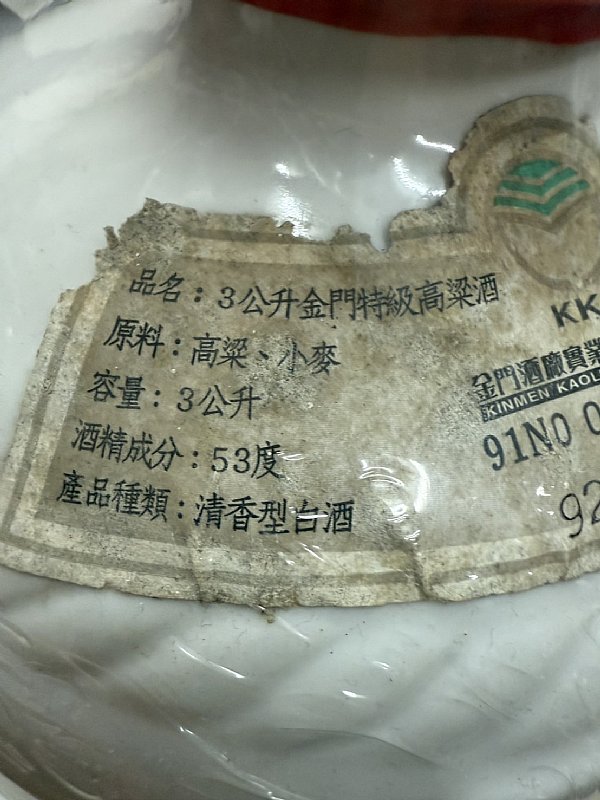 品名：3公升金門特級高粱酒
原料：高粱、小麥
容量：3公升
酒精成分：53度
產品種類：清香型白酒
KK
金門酒廠實業
KINMEN KAOL
91NO 0
92